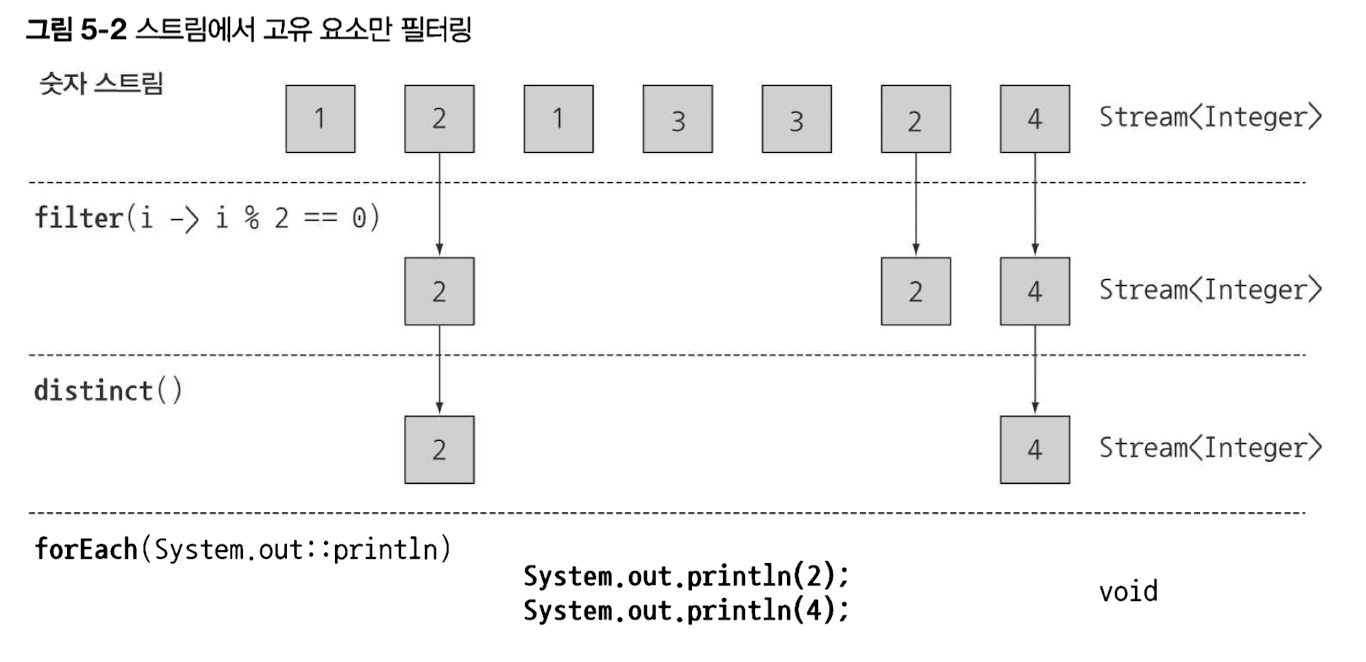 그림 5-2 스트림에서 고유 요소만 필터링
숫자 스트림
1 2 1 3 3 2 4 Stream<Integer>
filter(i -> i % 2 == 0)
2 2 4 Stream<Integer>
distinct()
2 4 Stream<Integer>
forEach(System.out::println)
System.out.println(2);
System.out.println(4);
void